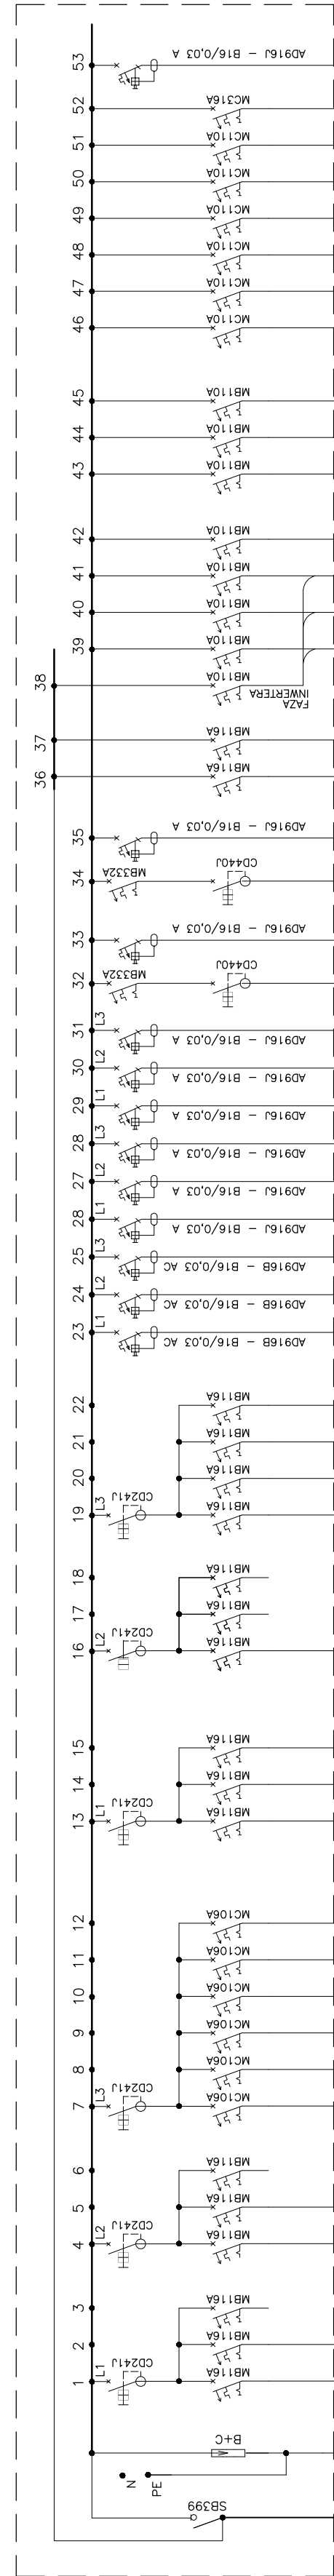 SB399
N
PE
B+C
1
L1
CD241J
MB116A
2
MB116A
3
MB116A
4
L2
CD241J
MB116A
5
MB116A
6
MB116A
7
L3
CD241J
MC106A
8
MC106A
9
MC106A
10
MC106A
11
MC106A
12
MC106A
13
L1
CD241J
MB116A
14
MB116A
15
MB116A
16
L2
CD241J
MB116A
17
MB116A
18
MB116A
19
L3
CD241J
MB116A
20
MB116A
21
MB116A
22
MB116A
23
L1
AD916B - B16/0,03 AC
24
L2
AD916B - B16/0,03 AC
25
L3
AD916B - B16/0,03 AC
28
L1
AD916J - B16/0,03 A
27
L2
AD916J - B16/0,03 A
28
L3
AD916J - B16/0,03 A
29
L1
AD916J - B16/0,03 A
30
L2
AD916J - B16/0,03 A
31
L3
AD916J - B16/0,03 A
32
MB332A
CD440J
33
AD916J - B16/0,03 A
34
MB332A
CD440J
35
AD916J - B16/0,03 A
36
MB116A
37
MB116A
38
MB110A
FAZA
INWERTERA
39
MB110A
40
MB110A
41
MB110A
42
MB110A
43
MB110A
44
MB110A
45
MB110A
46
MC110A
47
MC110A
48
MC110A
49
MC110A
50
MC110A
51
MC110A
52
MC316A
53
AD916J - B16/0,03 A